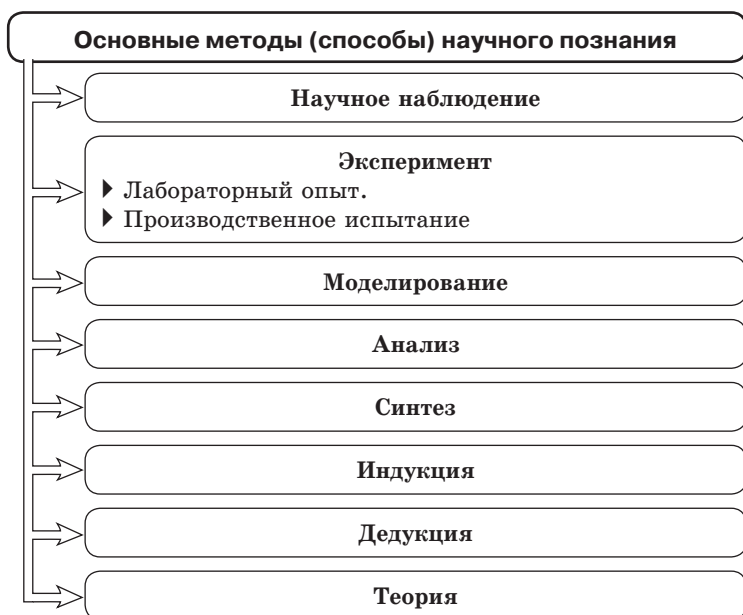 Основные методы (способы) научного познания
Научное наблюдение
Эксперимент
Лабораторный опыт.
Производственное испытание
Моделирование
Анализ
Синтез
Индукция
Дедукция
Теория